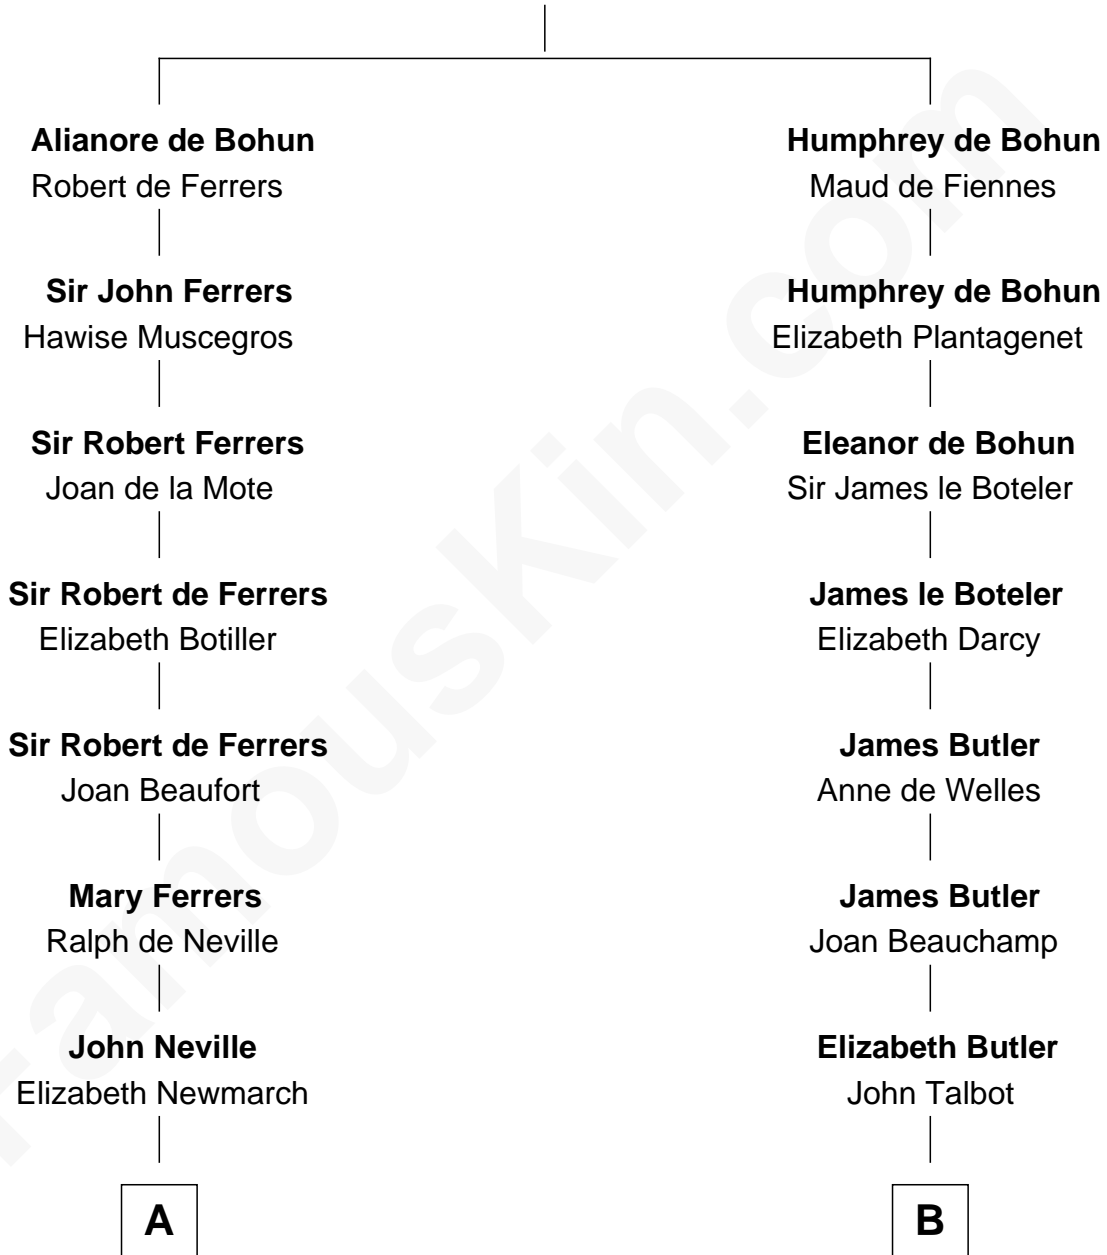 Alianore de Bohun
Robert de Ferrers
Sir John Ferrers
Hawise Muscegros
Sir Robert Ferrers
Joan de la Mote
Sir Robert de Ferrers
Elizabeth Botiller
Sir Robert de Ferrers
Joan Beaufort
Mary Ferrers
Ralph de Neville
John Neville
Elizabeth Newmarch
A
Humphrey de Bohun
Maud de Fiennes
Humphrey de Bohun
Elizabeth Plantagenet
Eleanor de Bohun
Sir James le Boteler
James le Boteler
Elizabeth Darcy
James Butler
Anne de Welles
James Butler
Joan Beauchamp
Elizabeth Butler
John Talbot
B
FamousKin.com